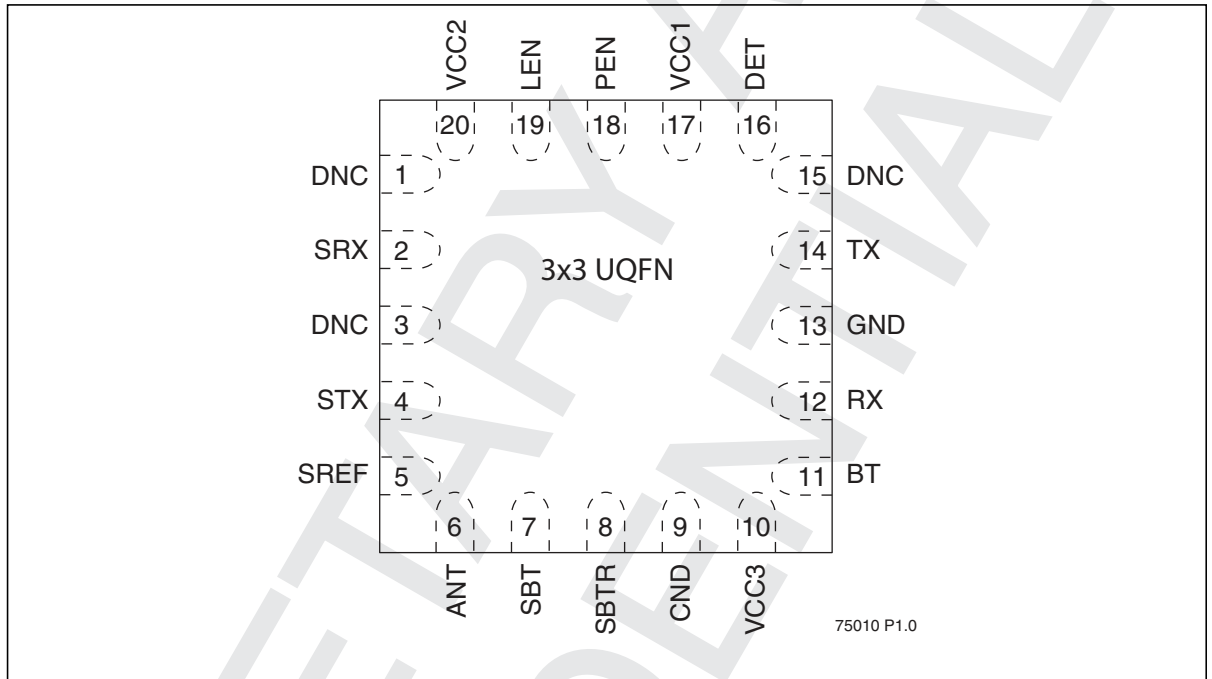 VCC2 LEN PEN VCC1 DET
20 19 18 17 16
DNC 1 15 DNC
SRX 2 14 TX
3x3 UQFN
DNC 3 13 GND
STX 4 12 RX
SREF 5 11 BT
6 7 8 9 10
ANT SBT SBTR CND VCC3
75010 P1.0